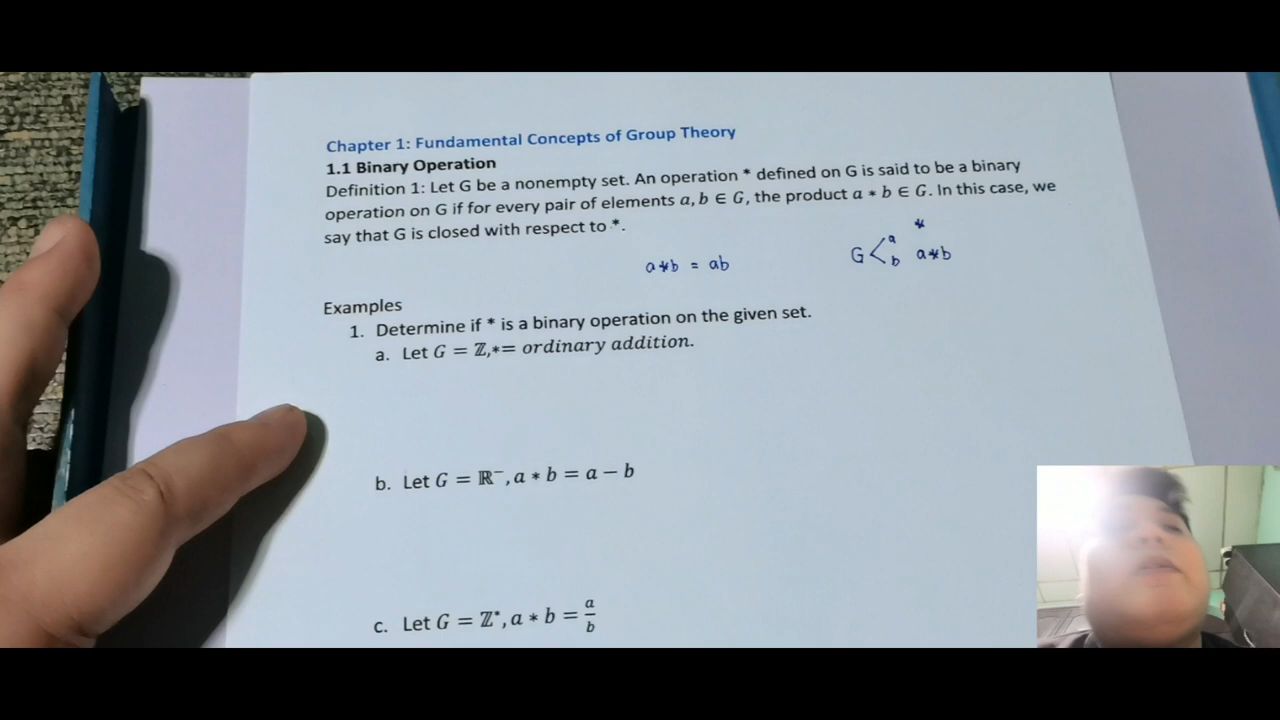 Chapter 1: Fundamental Concepts of Group Theory
1.1 Binary Operation
Definition 1: Let G be a nonempty set. An operation * defined on G is said to be a binary
operation on G if for every pair of elements a, b ∈ G, the product a * b ∈ G. In this case, we
say that G is closed with respect to *.
a*b = ab
G < a b * a*b
Examples
1. Determine if * is a binary operation on the given set.
a. Let G = ℤ,*= ordinary addition.
b. Let G = ℝ⁻, a * b = a − b
c. Let G = ℤ*, a * b = a/b